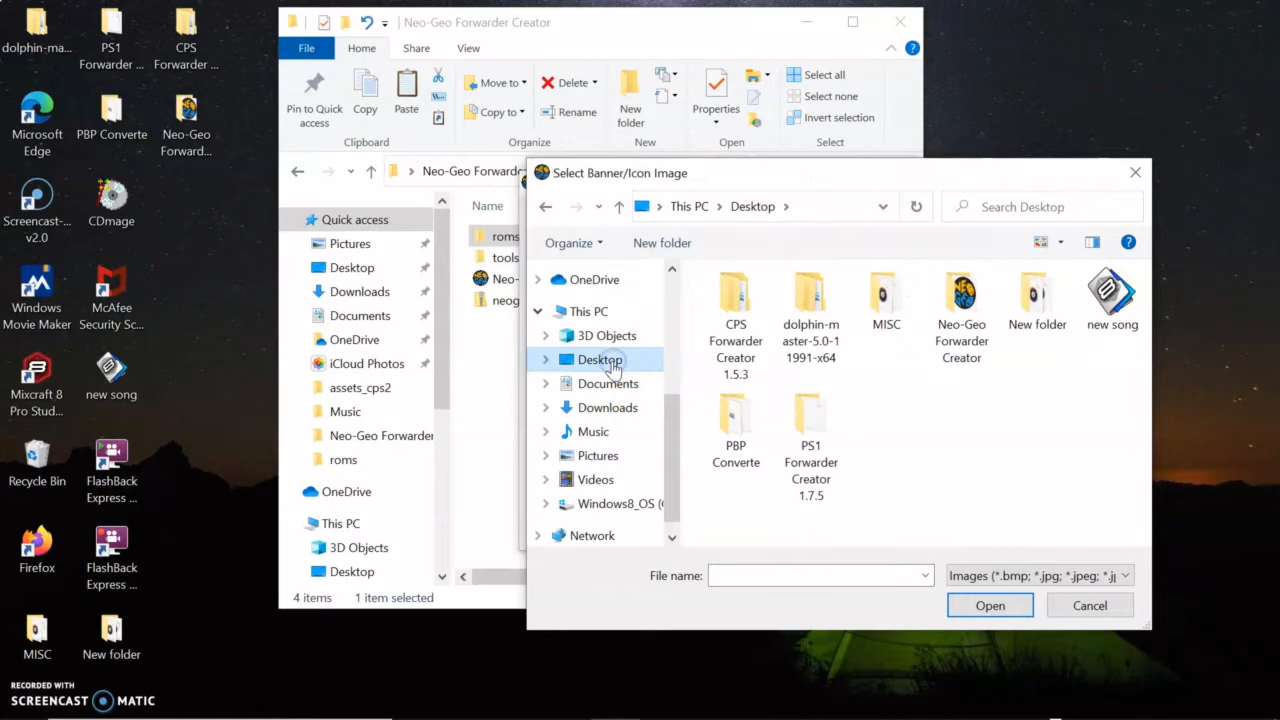 dolphin-ma...
PS1
Forwarder ...
CPS
Forwarder ...
Microsoft
Edge
PBP Converte
Neo-Geo
Forward...
Screencast-...
v2.0
CDmage
Windows
Movie Maker
McAfee
Security Sc...
Mixcraft 8
Pro Stud...
new song
Recycle Bin
FlashBack
Express ...
Firefox
FlashBack
Express ...
MISC
New folder
RECORDED WITH
SCREENCAST MATIC
Neo-Geo Forwarder Creator
File
Home
Share
View
Pin to Quick
access
Copy
Paste
Clipboard
Move to
Copy to
Delete
Rename
Organize
New
folder
New
Properties
Open
Select all
Select none
Invert selection
Select
Neo-Geo Forwarde
Quick access
Pictures
Desktop
Downloads
Documents
OneDrive
iCloud Photos
assets_cps2
Music
Neo-Geo Forwarder
roms
OneDrive
This PC
3D Objects
Desktop
Name
roms
tools
Neo-
neog
4 items
1 item selected
Select Banner/Icon Image
This PC
Desktop
Search Desktop
Organize
New folder
OneDrive
This PC
3D Objects
Desktop
Documents
Downloads
Music
Pictures
Videos
Windows8_OS (
Network
CPS
Forwarder
Creator
1.5.3
dolphin-m
aster-5.0-1
1991-x64
MISC
Neo-Geo
Forwarder
Creator
New folder
new song
PBP
Converte
PS1
Forwarder
Creator
1.7.5
File name:
Images (*.bmp; *.jpg; *.jpeg; *.j
Open
Cancel